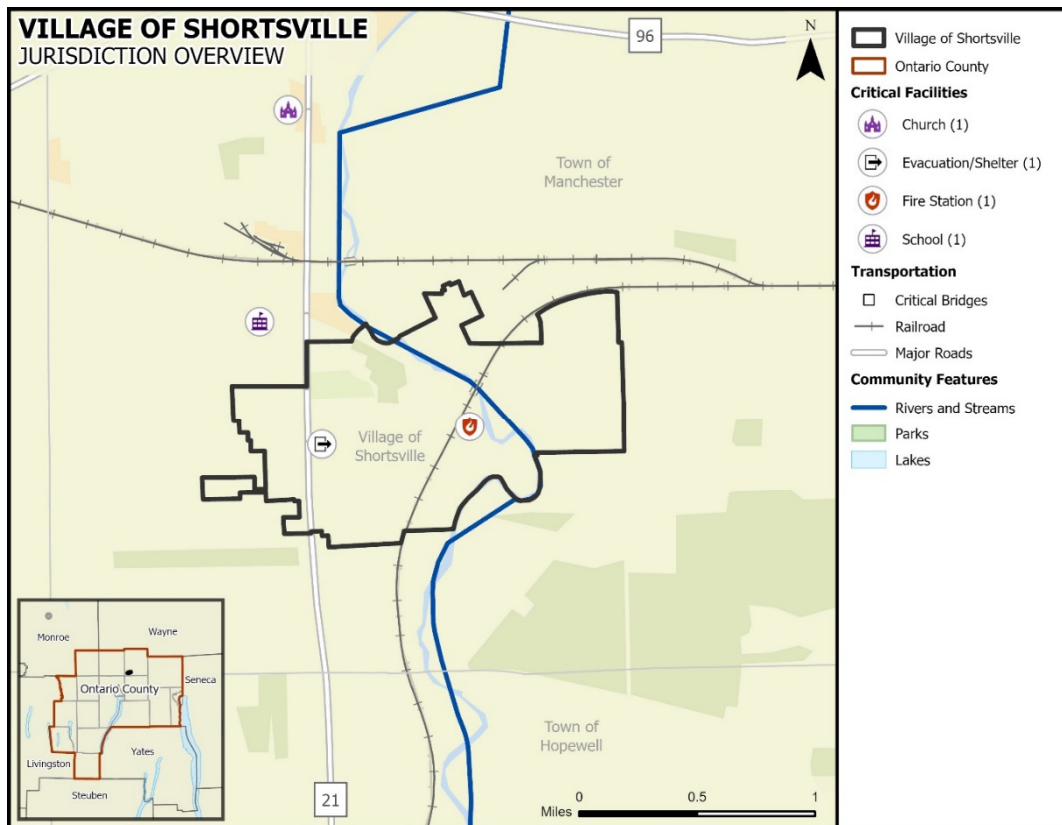 VILLAGE OF SHORTSVILLE
JURISDICTION OVERVIEW
96
N
Town of
Manchester
Village of
Shortsville
Town of
Hopewell
21
Miles
0
0.5
1
Monroe
Wayne
Ontario County
Seneca
Yates
Livingston
Steuben
Village of Shortsville
Ontario County
Critical Facilities
Church (1)
Evacuation/Shelter (1)
Fire Station (1)
School (1)
Transportation
Critical Bridges
Railroad
Major Roads
Community Features
Rivers and Streams
Parks
Lakes